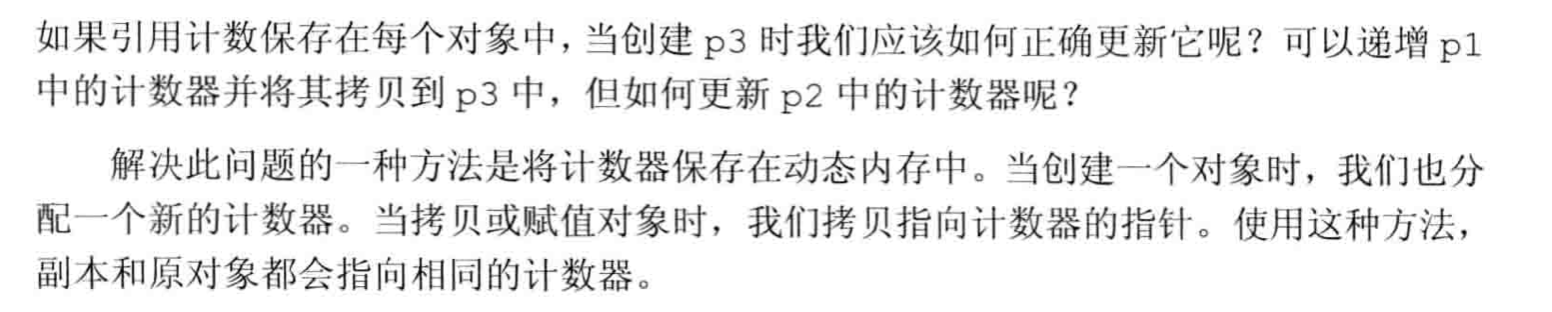 如果引用计数保存在每个对象中，当创建 p3 时我们应该如何正确更新它呢？可以递增 p1
中的计数器并将其拷贝到 p3 中，但如何更新 p2 中的计数器呢？
解决此问题的一种方法是将计数器保存在动态内存中。当创建一个对象时，我们也分
配一个新的计数器。当拷贝或赋值对象时，我们拷贝指向计数器的指针。使用这种方法，
副本和原对象都会指向相同的计数器。